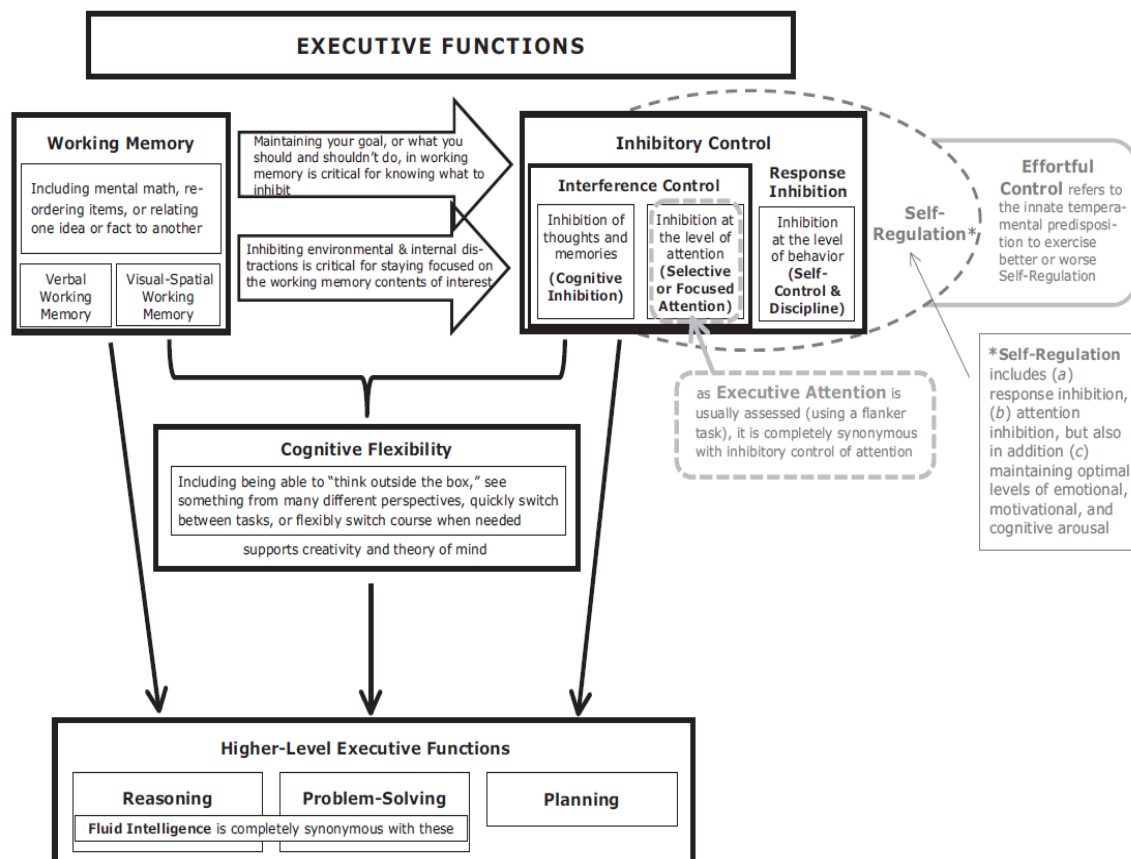 EXECUTIVE FUNCTIONS
Working Memory
Including mental math, re-
ordering items, or relating
one idea or fact to another
Verbal
Working
Memory
Visual-Spatial
Working
Memory
Maintaining your goal, or what you
should and shouldn’t do, in working
memory is critical for knowing what to
inhibit
Inhibiting environmental & internal dis-
tractions is critical for staying focused on
the working memory contents of interest
Inhibitory Control
Interference Control
Inhibition of
thoughts and
memories
(Cognitive
Inhibition)
Inhibition at
the level of
attention
(Selective
or Focused
Attention)
Response
Inhibition
Inhibition
at the level
of behavior
(Self-
Control &
Discipline)
Self-
Regulation*
Effortful
Control refers to
the innate tempera-
mental predisposi-
tion to exercise
better or worse
Self-Regulation
*Self-Regulation
includes (a)
response inhibition,
(b) attention
inhibition, but also
in addition (c)
maintaining optimal
levels of emotional,
motivational, and
cognitive arousal
as Executive Attention is
usually assessed (using a flanker
task), it is completely synonymous
with inhibitory control of attention
Cognitive Flexibility
Including being able to “think outside the box,” see
something from many different perspectives, quickly switch
between tasks, or flexibly switch course when needed
supports creativity and theory of mind
Higher-Level Executive Functions
Reasoning
Problem-Solving
Planning
Fluid Intelligence is completely synonymous with these